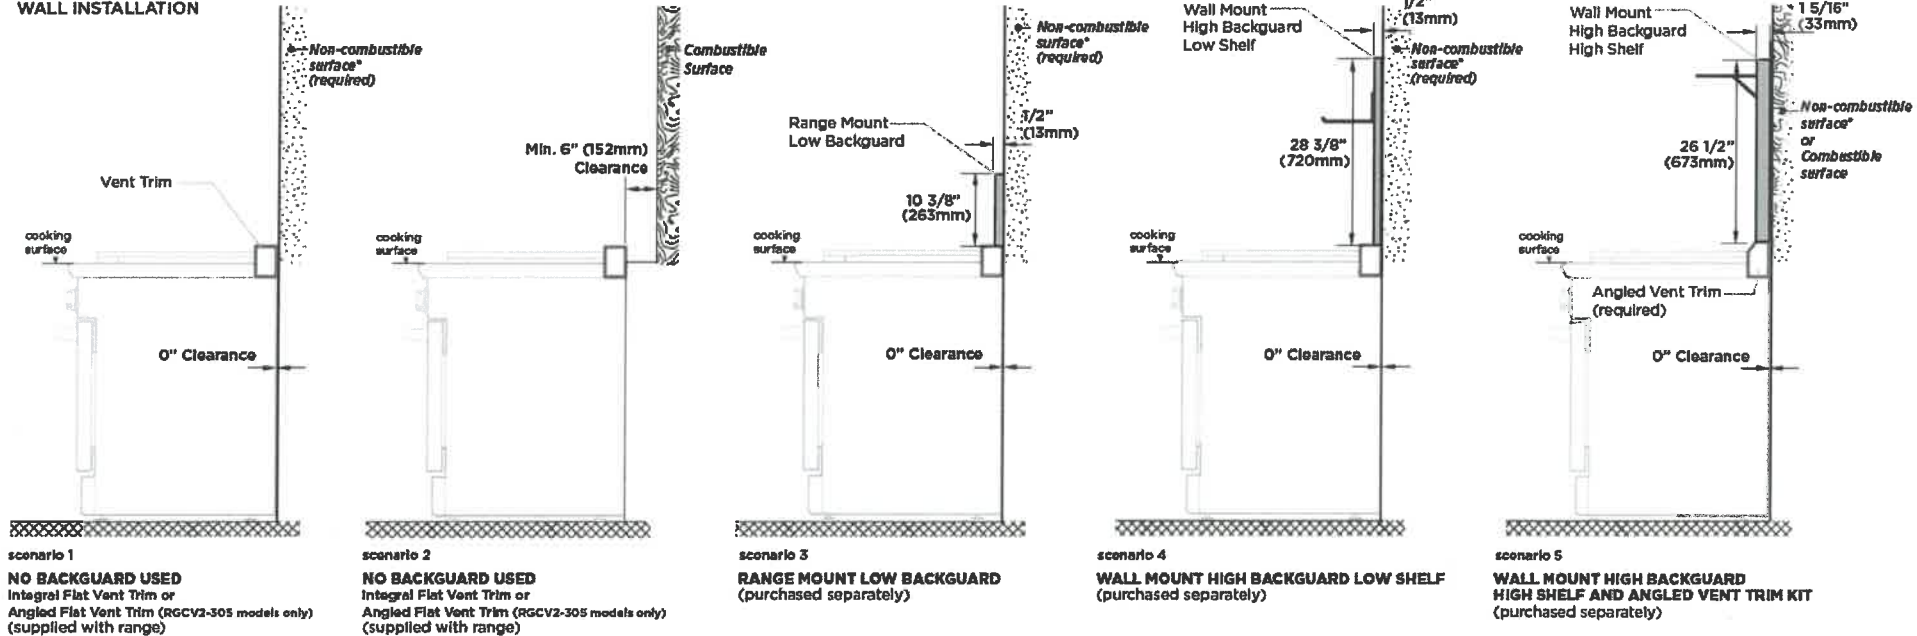 WALL INSTALLATION
Non-combustible
surface*
(required)
Vent Trim
cooking
surface
0" Clearance
scenario 1
NO BACKGUARD USED
Integral Flat Vent Trim or
Angled Flat Vent Trim (RGCV2-305 models only)
(supplied with range)
Combustible
Surface
Min. 6" (152mm)
Clearance
cooking
surface
scenario 2
NO BACKGUARD USED
Integral Flat Vent Trim or
Angled Flat Vent Trim (RGCV2-305 models only)
(supplied with range)
Non-combustible
surface*
(required)
Range Mount
Low Backguard
1/2"
(13mm)
10 3/8"
(263mm)
cooking
surface
0" Clearance
scenario 3
RANGE MOUNT LOW BACKGUARD
(purchased separately)
Wall Mount
High Backguard
Low Shelf
1/2"
(13mm)
Non-combustible
surface*
(required)
28 3/8"
(720mm)
cooking
surface
0" Clearance
scenario 4
WALL MOUNT HIGH BACKGUARD LOW SHELF
(purchased separately)
Wall Mount
High Backguard
High Shelf
1 5/16"
(33mm)
Non-combustible
surface*
or
Combustible
surface
26 1/2"
(673mm)
cooking
surface
Angled Vent Trim
(required)
0" Clearance
scenario 5
WALL MOUNT HIGH BACKGUARD
HIGH SHELF AND ANGLED VENT TRIM KIT
(purchased separately)